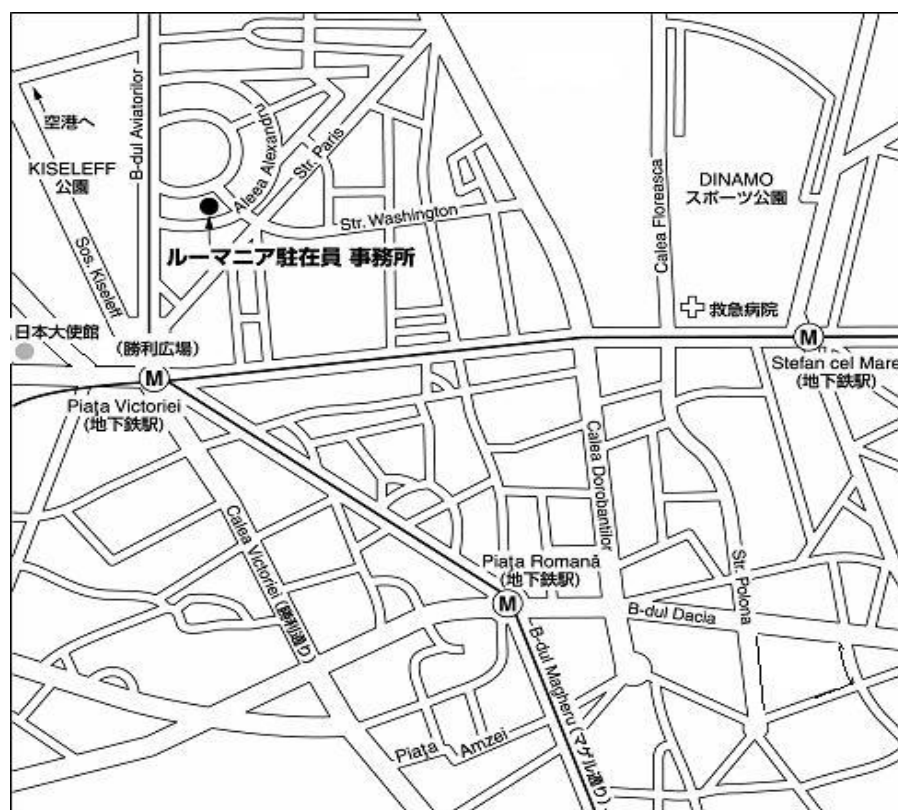 空港へ
KISELEFF
公園
B-dul Aviatorilor
Aleea Alexanuru
Str. Paris
Str. Washington
Calea Floreasca
DINAMO
スポーツ公園
Sos. Kiseleff
ルーマニア駐在員 事務所
救急病院
日本大使館
(勝利広場)
M
Piaţa Victoriei
(地下鉄駅)
M
Stefan cel Mare
(地下鉄駅)
Calea Dorobantilor
Calea Victoriei (勝利通り)
Piaţa Romană
(地下鉄駅)
M
Str. Polona
B-dul Dacia
B-dul Magheru (マゲル通り)
Piaţa Amzei